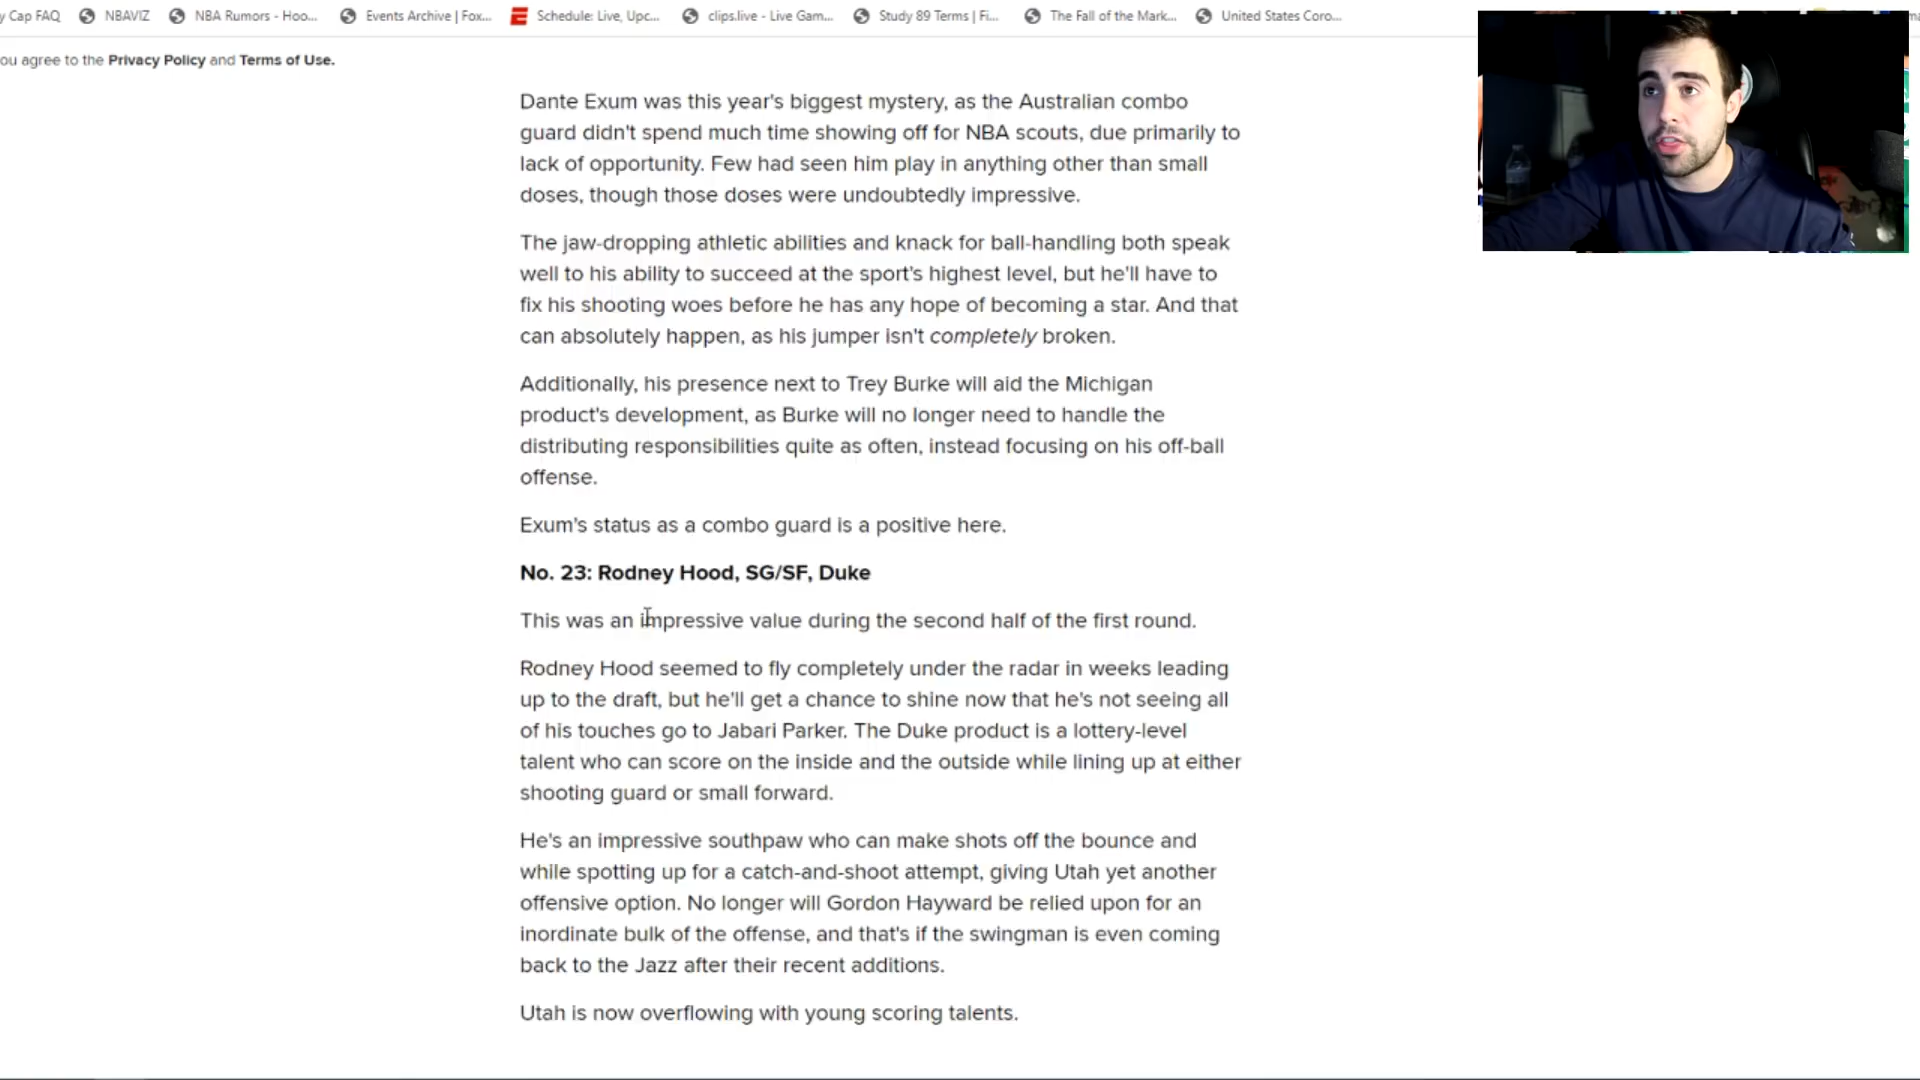 y Cap FAQ NBAVIZ NBA Rumors - Hoo... Events Archive | Fox... Schedule: Live, Upc... clips.live - Live Gam... Study 89 Terms | Fi... The Fall of the Mark... United States Coro...
ou agree to the Privacy Policy and Terms of Use.
Dante Exum was this year's biggest mystery, as the Australian combo
guard didn't spend much time showing off for NBA scouts, due primarily to
lack of opportunity. Few had seen him play in anything other than small
doses, though those doses were undoubtedly impressive.
The jaw-dropping athletic abilities and knack for ball-handling both speak
well to his ability to succeed at the sport's highest level, but he'll have to
fix his shooting woes before he has any hope of becoming a star. And that
can absolutely happen, as his jumper isn't completely broken.
Additionally, his presence next to Trey Burke will aid the Michigan
product's development, as Burke will no longer need to handle the
distributing responsibilities quite as often, instead focusing on his off-ball
offense.
Exum's status as a combo guard is a positive here.
No. 23: Rodney Hood, SG/SF, Duke
This was an impressive value during the second half of the first round.
Rodney Hood seemed to fly completely under the radar in weeks leading
up to the draft, but he'll get a chance to shine now that he's not seeing all
of his touches go to Jabari Parker. The Duke product is a lottery-level
talent who can score on the inside and the outside while lining up at either
shooting guard or small forward.
He's an impressive southpaw who can make shots off the bounce and
while spotting up for a catch-and-shoot attempt, giving Utah yet another
offensive option. No longer will Gordon Hayward be relied upon for an
inordinate bulk of the offense, and that's if the swingman is even coming
back to the Jazz after their recent additions.
Utah is now overflowing with young scoring talents.